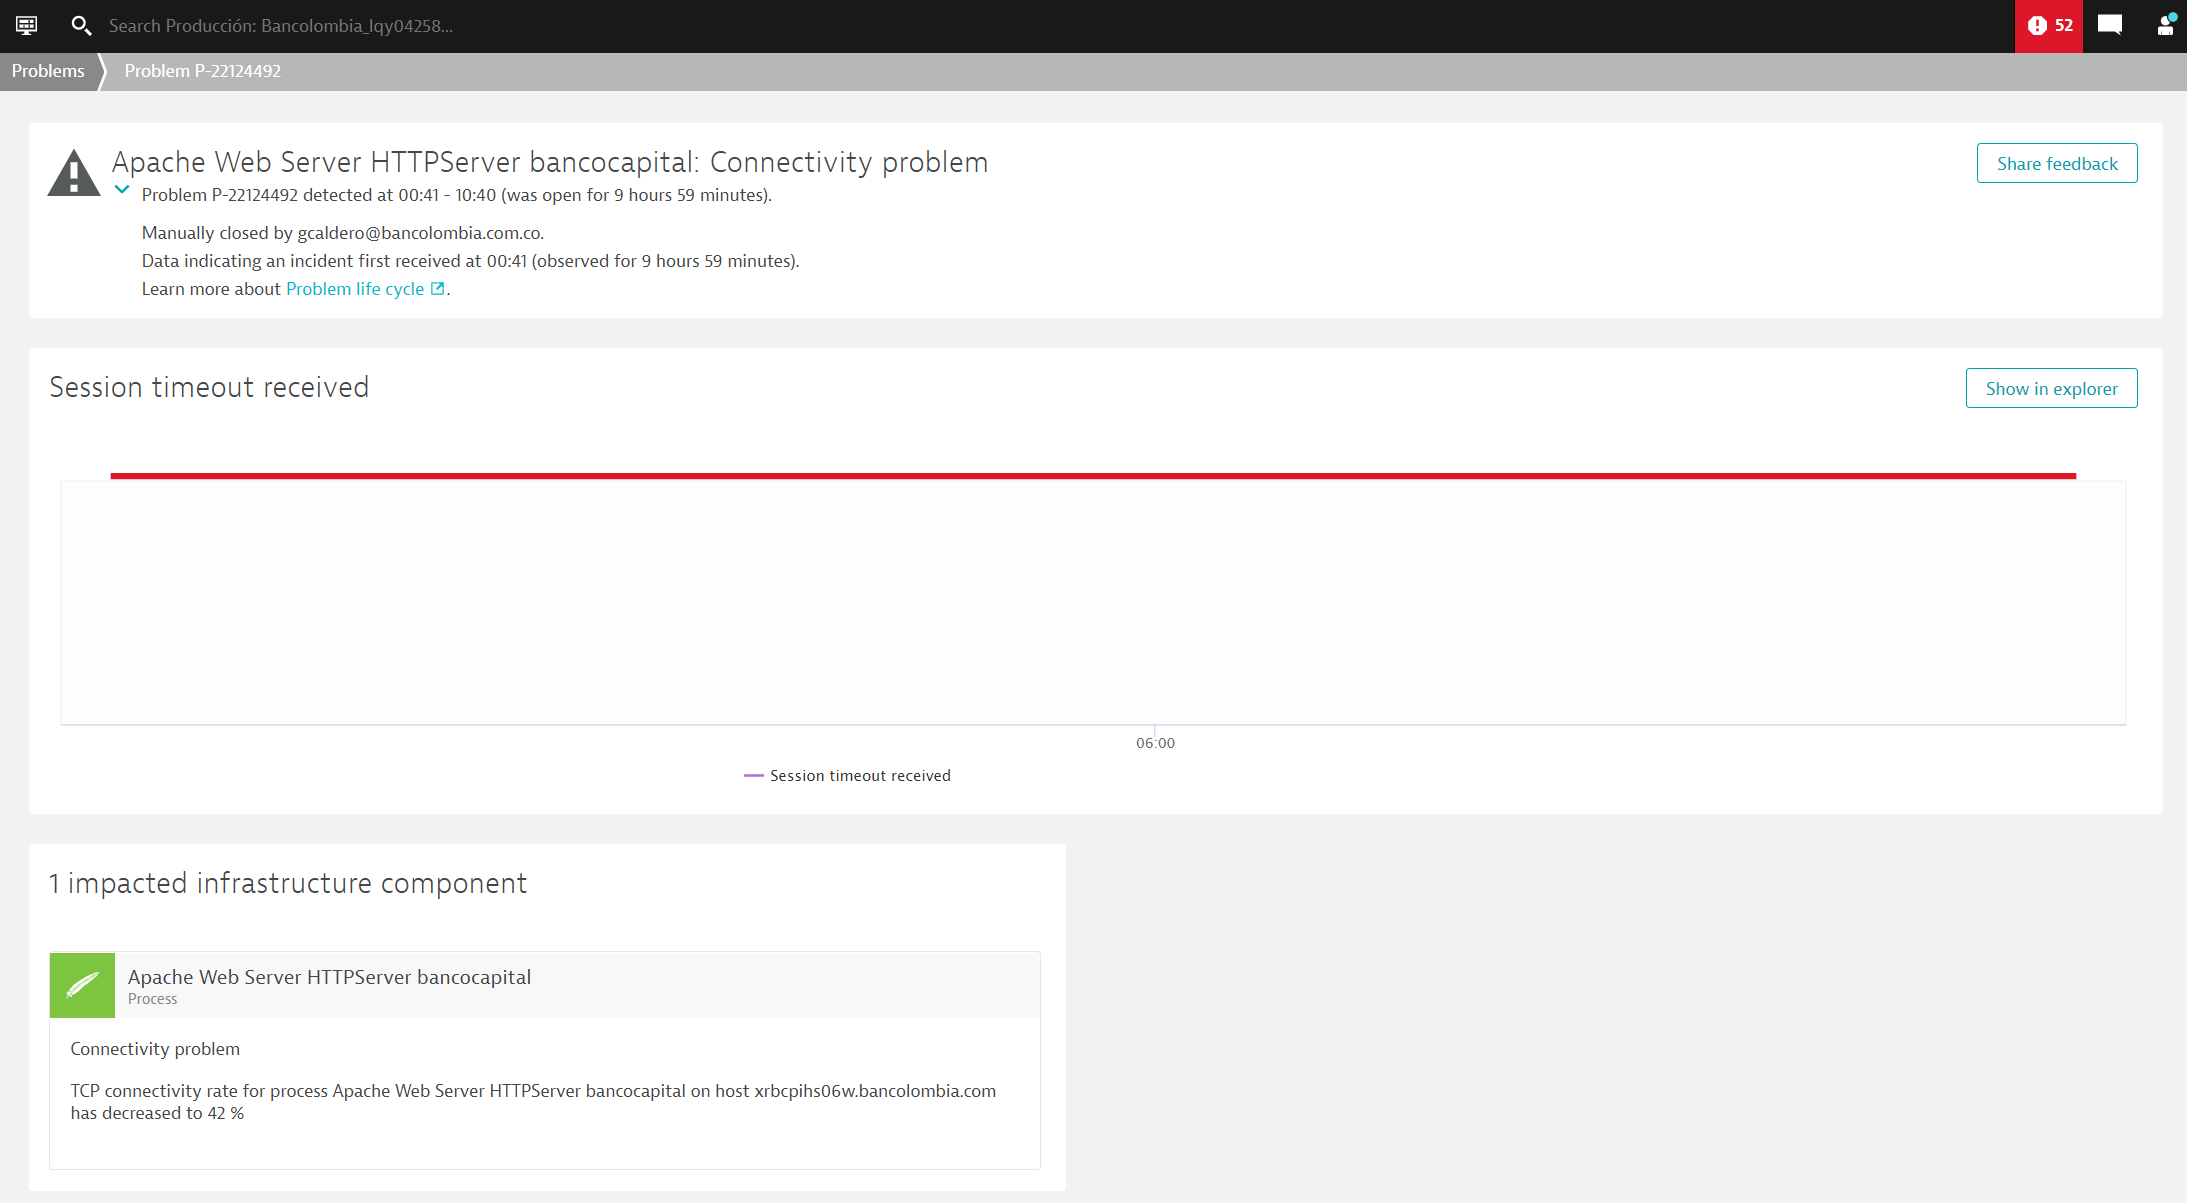 Search Producción: Bancolombia_lqy04258...
52
Problems
Problem P-22124492
Apache Web Server HTTPServer bancocapital: Connectivity problem
Share feedback
Problem P-22124492 detected at 00:41 - 10:40 (was open for 9 hours 59 minutes).
Manually closed by gcaldero@bancolombia.com.co.
Data indicating an incident first received at 00:41 (observed for 9 hours 59 minutes).
Learn more about Problem life cycle .
Session timeout received
Show in explorer
06:00
Session timeout received
1 impacted infrastructure component
Apache Web Server HTTPServer bancocapital
Process
Connectivity problem
TCP connectivity rate for process Apache Web Server HTTPServer bancocapital on host xrbcpihs06w.bancolombia.com
has decreased to 42 %